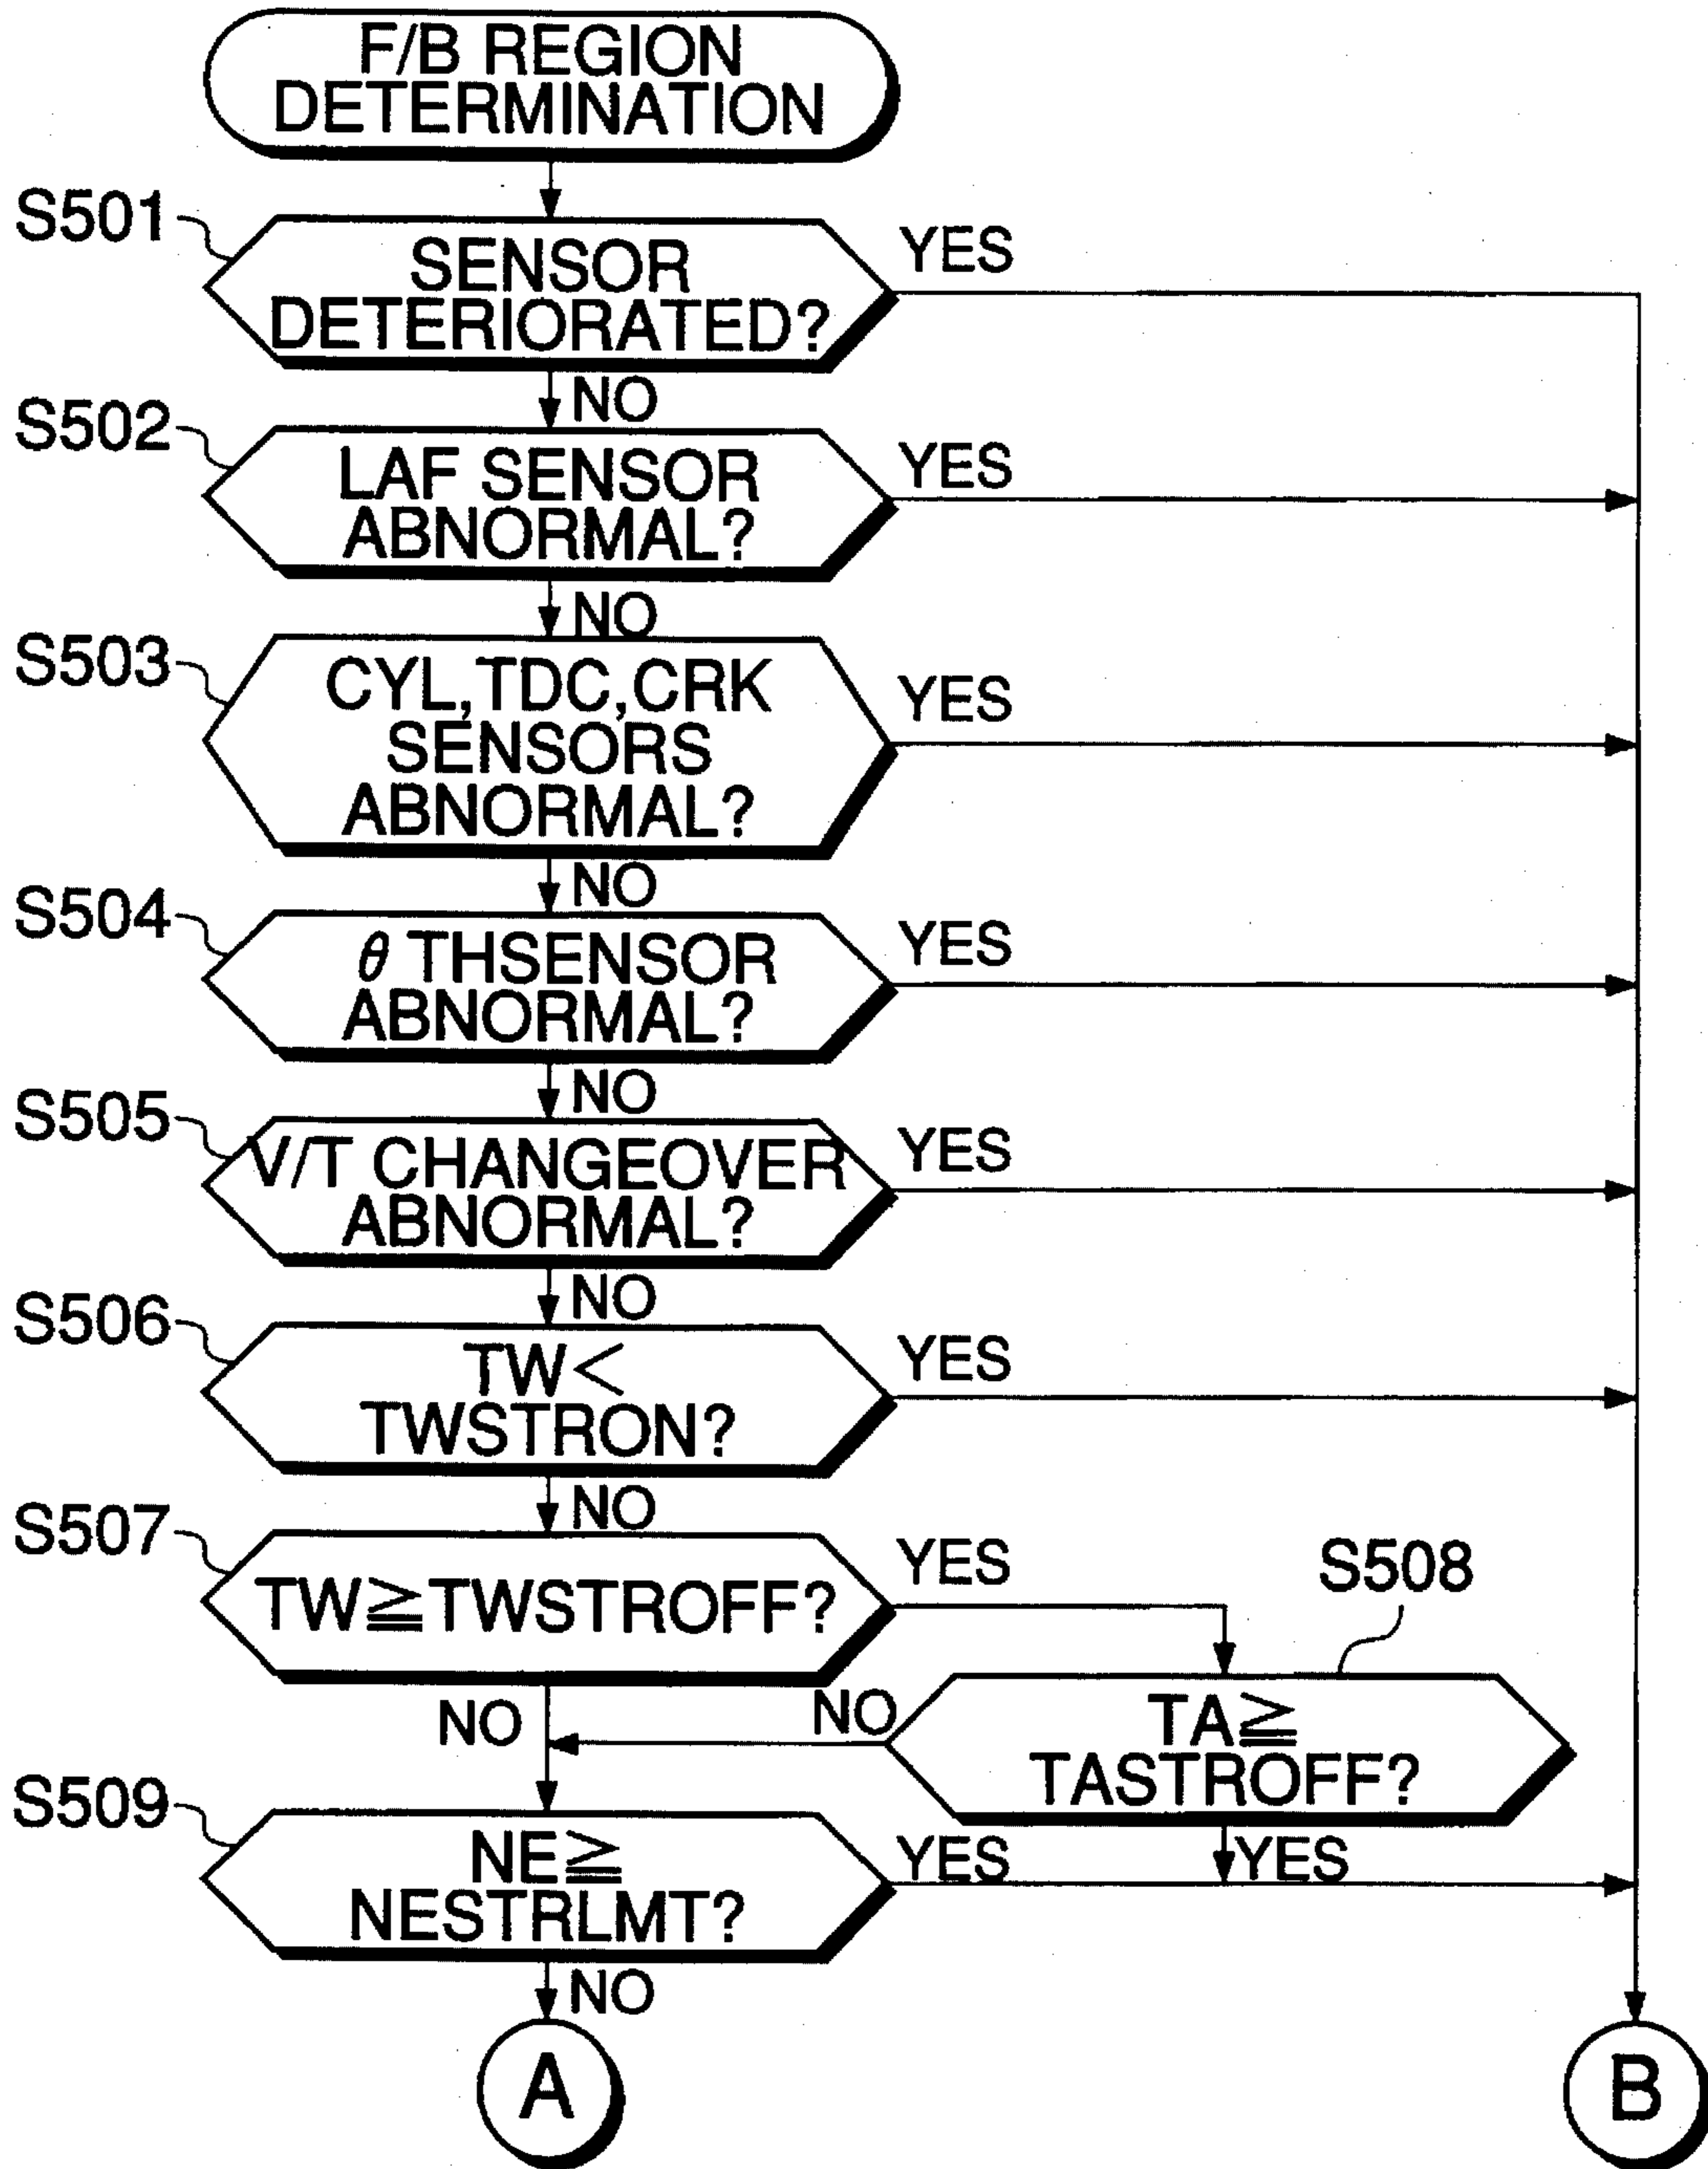 F/B REGION
DETERMINATION
S501
SENSOR
DETERIORATED?
YES
NO
S502
LAF SENSOR
ABNORMAL?
YES
NO
S503
CYL,TDC,CRK
SENSORS
ABNORMAL?
YES
NO
S504
θ THSENSOR
ABNORMAL?
YES
NO
S505
V/T CHANGEOVER
ABNORMAL?
YES
NO
S506
TW<
TWSTRON?
YES
NO
S507
TW≧TWSTROFF?
YES
NO
S508
TA≧
TASTROFF?
NO
YES
S509
NE≧
NESTRLMT?
YES
NO
A
B